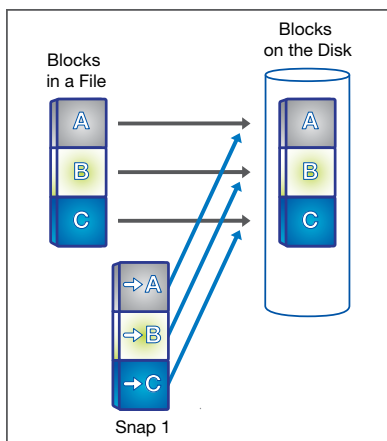 Blocks
in a File
Blocks
on the Disk
A
B
C
A
B
C
→A
→B
→C
Snap 1